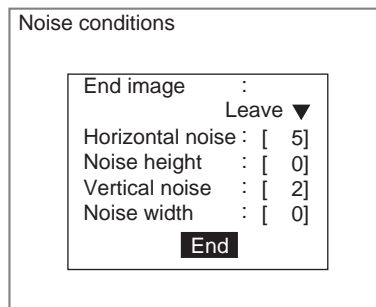 Noise conditions
End image :
Leave ▼
Horizontal noise : [ 5]
Noise height : [ 0]
Vertical noise : [ 2]
Noise width : [ 0]
End